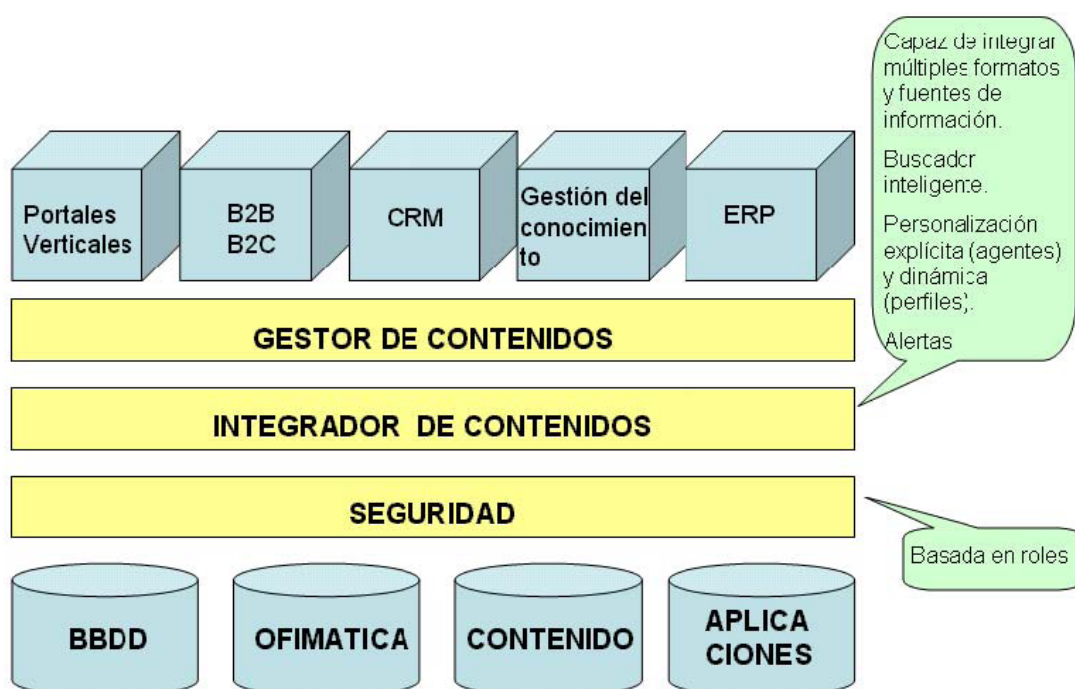 Capaz de integrar
múltiples formatos
y fuentes de
información.
Buscador
inteligente.
Personalización
explícita (agentes)
y dinámica
(perfiles).
Alertas
Portales
Verticales
B2B
B2C
CRM
Gestión del
conocimien
to
ERP
GESTOR DE CONTENIDOS
INTEGRADOR DE CONTENIDOS
SEGURIDAD
Basada en roles
BBDD
OFIMATICA
CONTENIDO
APLICA
CIONES